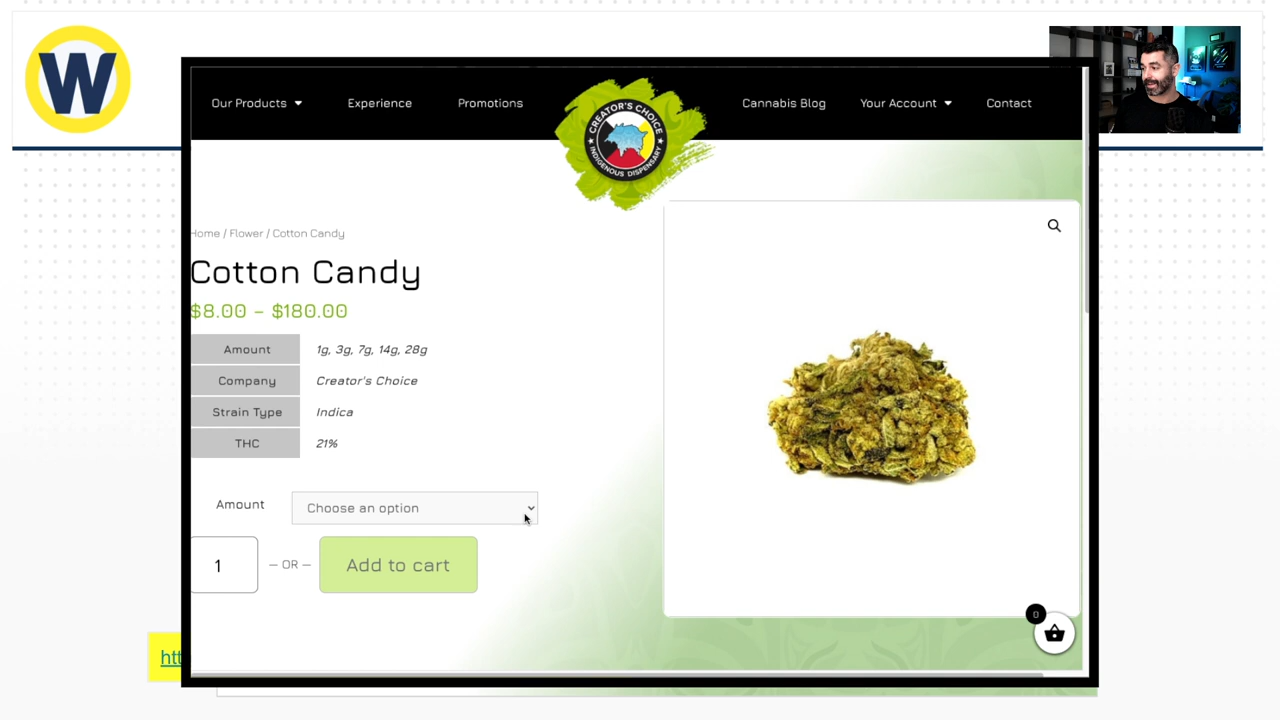 W
Our Products
Experience
Promotions
CREATOR'S CHOICE
INDIGENOUS DISPENSARY
Cannabis Blog
Your Account
Contact
Home / Flower / Cotton Candy
Cotton Candy
$8.00 – $180.00
Amount 1g, 3g, 7g, 14g, 28g
Company Creator's Choice
Strain Type Indica
THC 21%
Amount Choose an option
1 — OR — Add to cart
0
htt